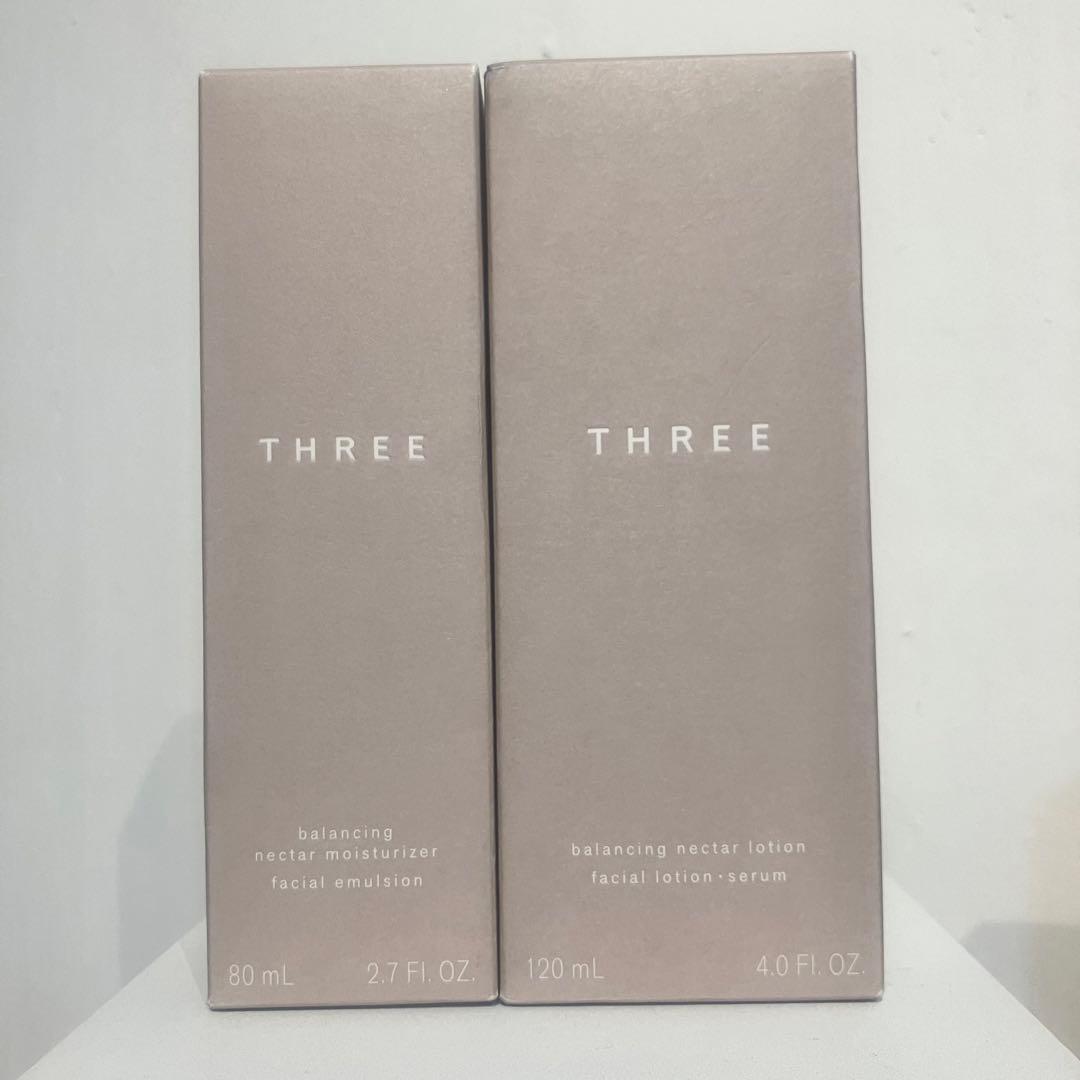 THREE
balancing
nectar moisturizer
facial emulsion
80 mL 2.7 Fl. OZ.
THREE
balancing nectar lotion
facial lotion・serum
120 mL 4.0 Fl. OZ.